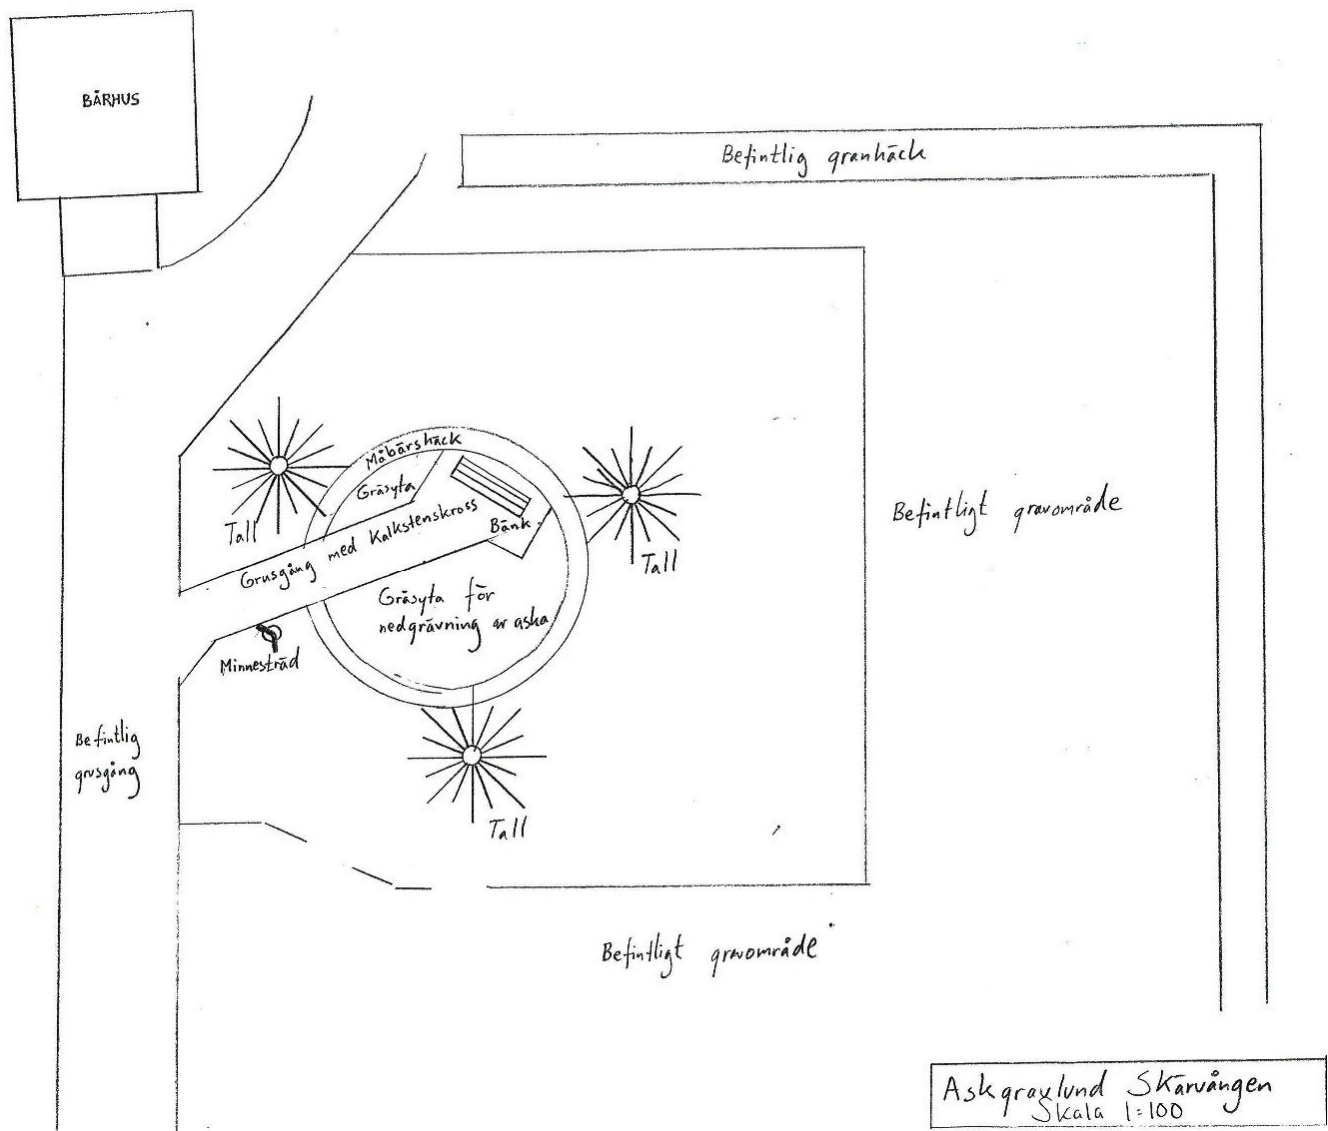 BÅRHUS
Befintlig granhäck
Måbärshäck
Gräsyta
Tall
Grusgång med Kalkstenskross
Bänk
Tall
Befintligt gravområde
Gräsyta för
nedgrävning av aska
Minnesträd
Befintlig
grusgång
Tall
Befintligt gravområde
Askgravlund Skärvången
Skala 1:100